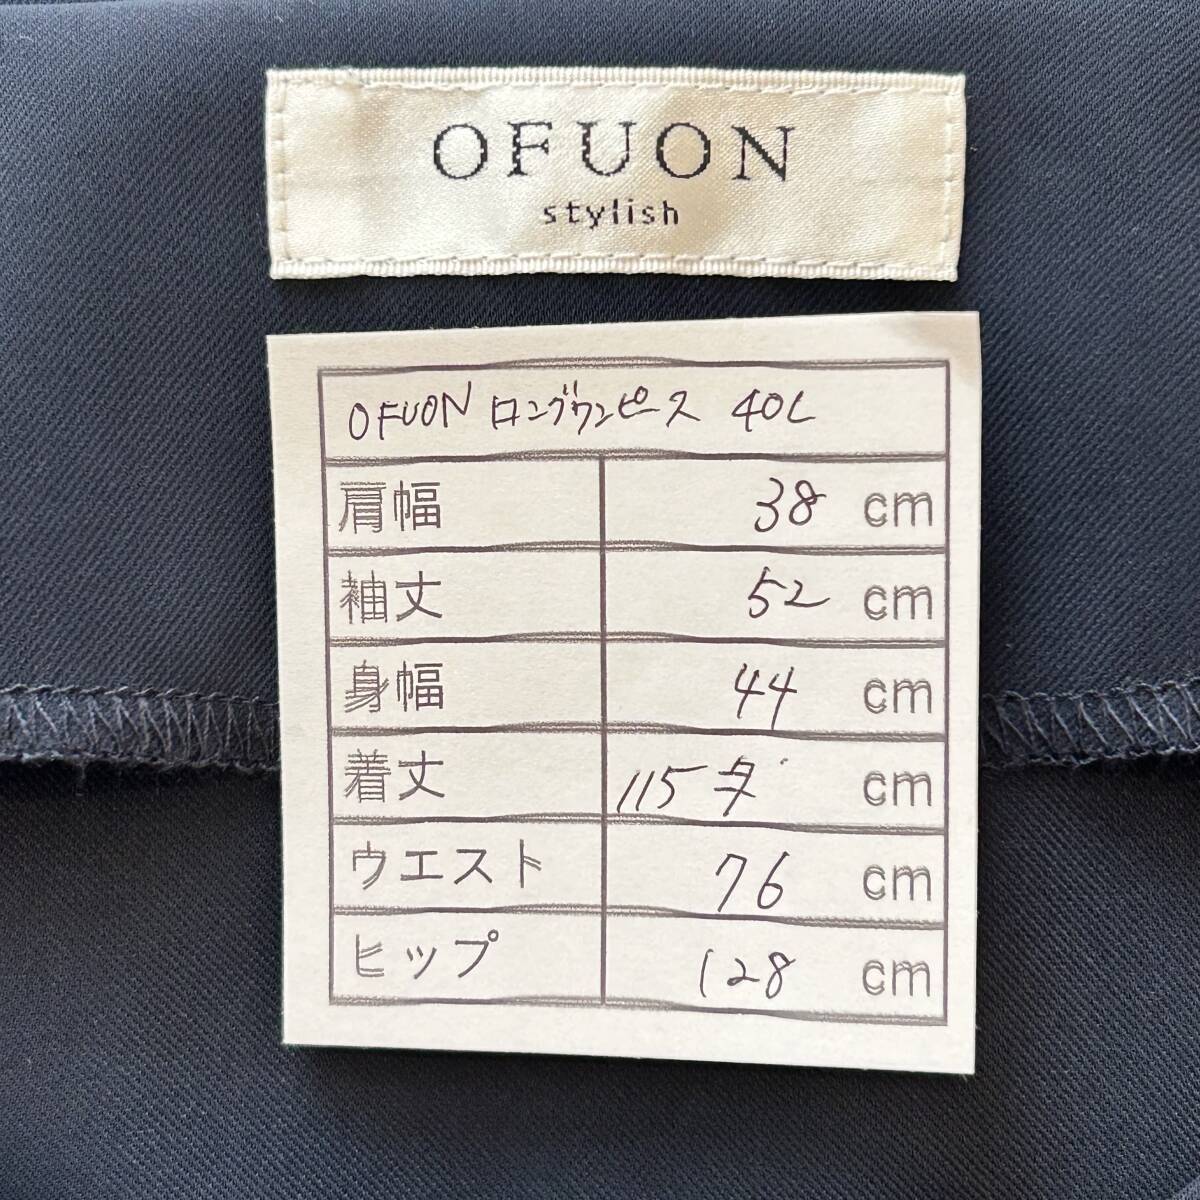 OFUON
stylish
OFUON ロングワンピース 40L
肩幅 38 cm
袖丈 52 cm
身幅 44 cm
着丈 115 cm
ウエスト 76 cm
ヒップ 128 cm